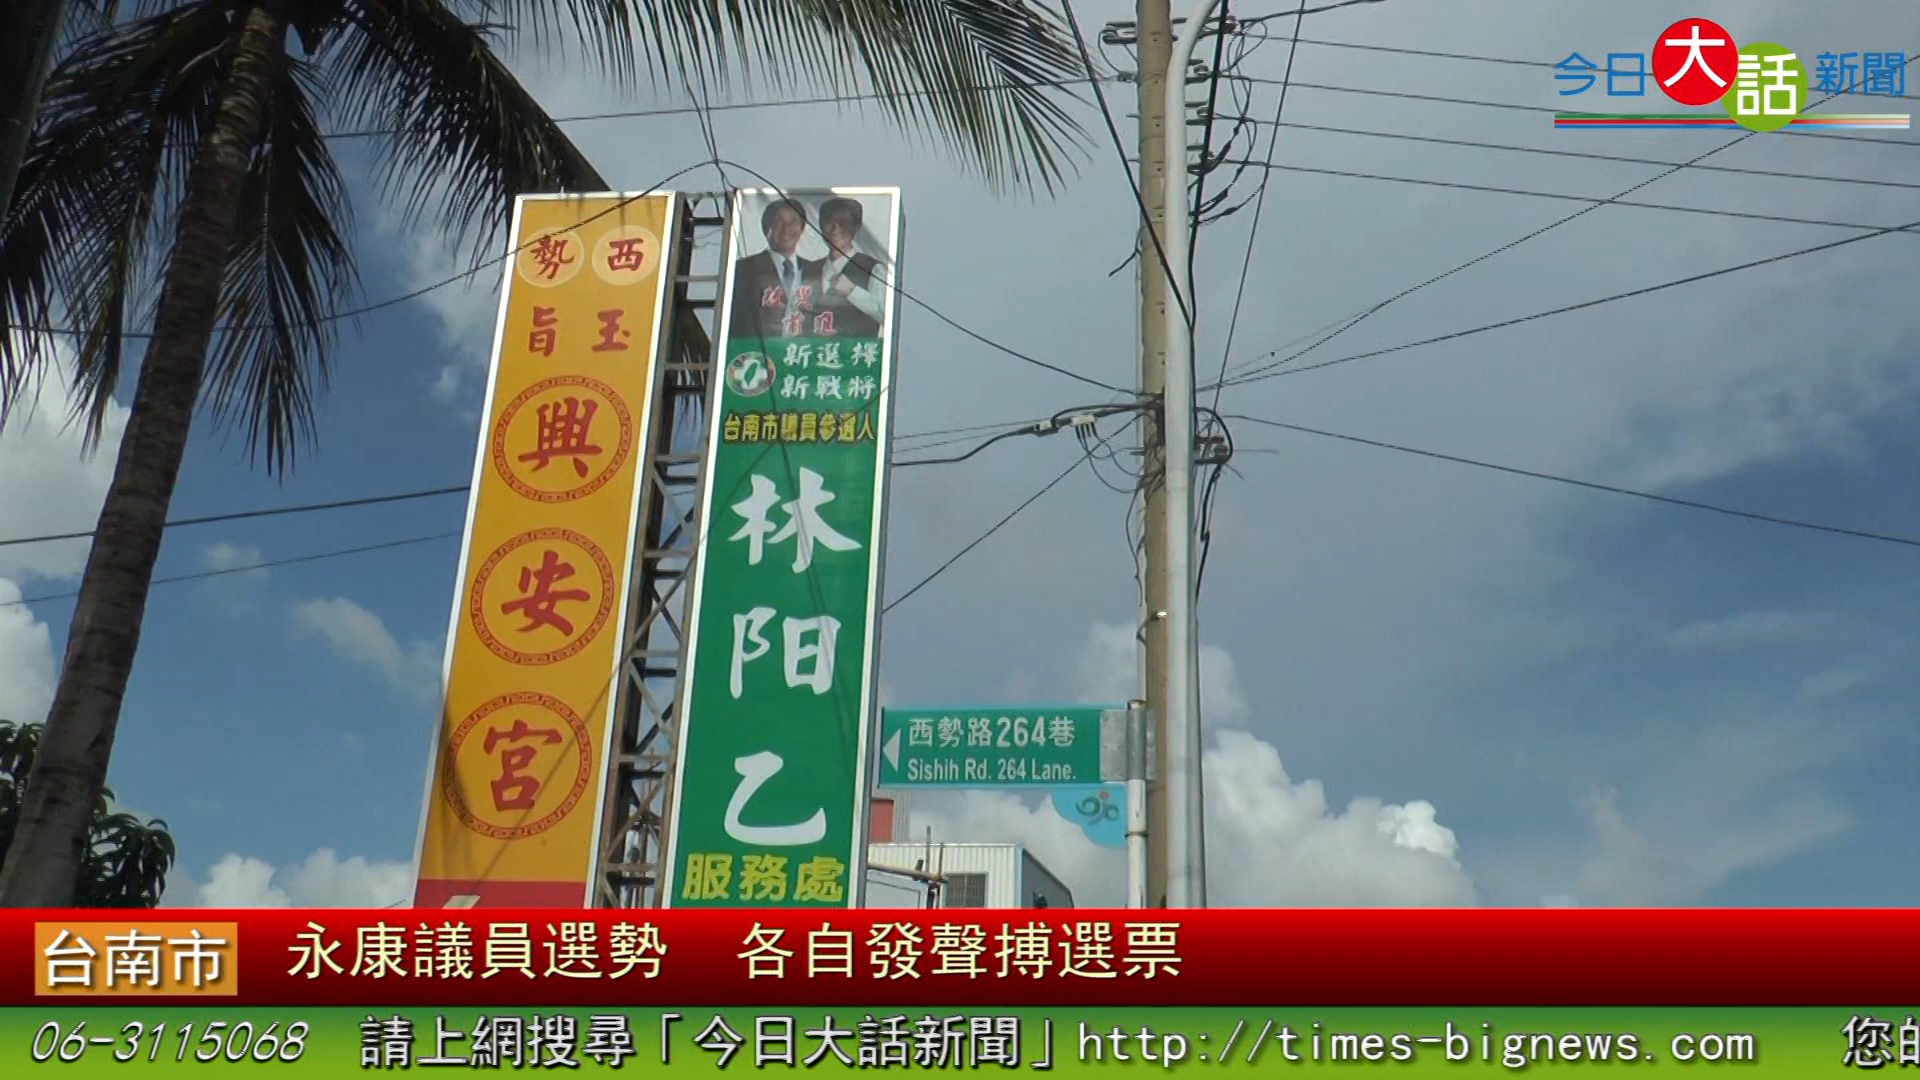 今日大話新聞
西勢
玉旨
興安宮
新選擇
新戰將
台南市議員參選人
林阳乙
服務處
西勢路264巷
Sishih Rd. 264 Lane.
台南市
永康議員選勢 各自發聲搏選票
06-3115068 請上網搜尋「今日大話新聞」http://times-bignews.com 您的